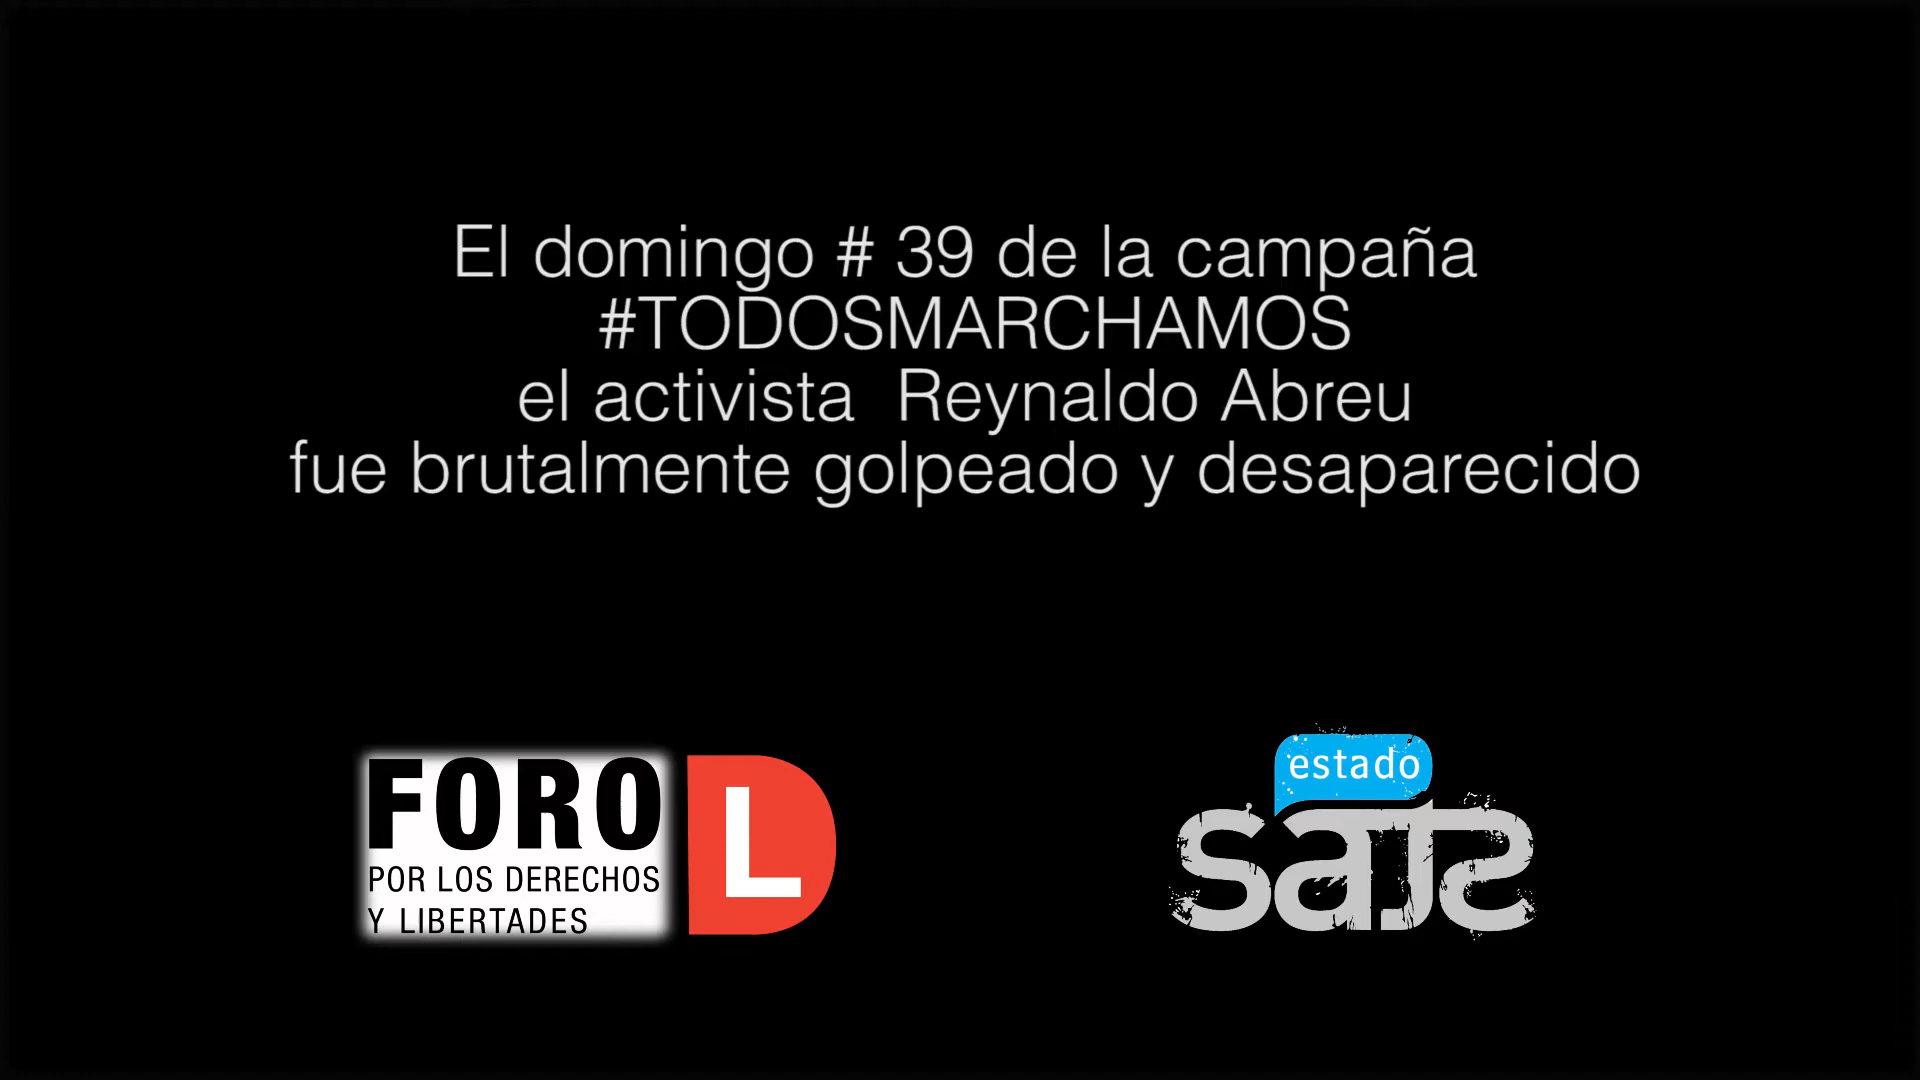 El domingo # 39 de la campaña
#TODOSMARCHAMOS
el activista  Reynaldo Abreu
fue brutalmente golpeado y desaparecido
FORO
POR LOS DERECHOS
Y LIBERTADES
L
estado
sats